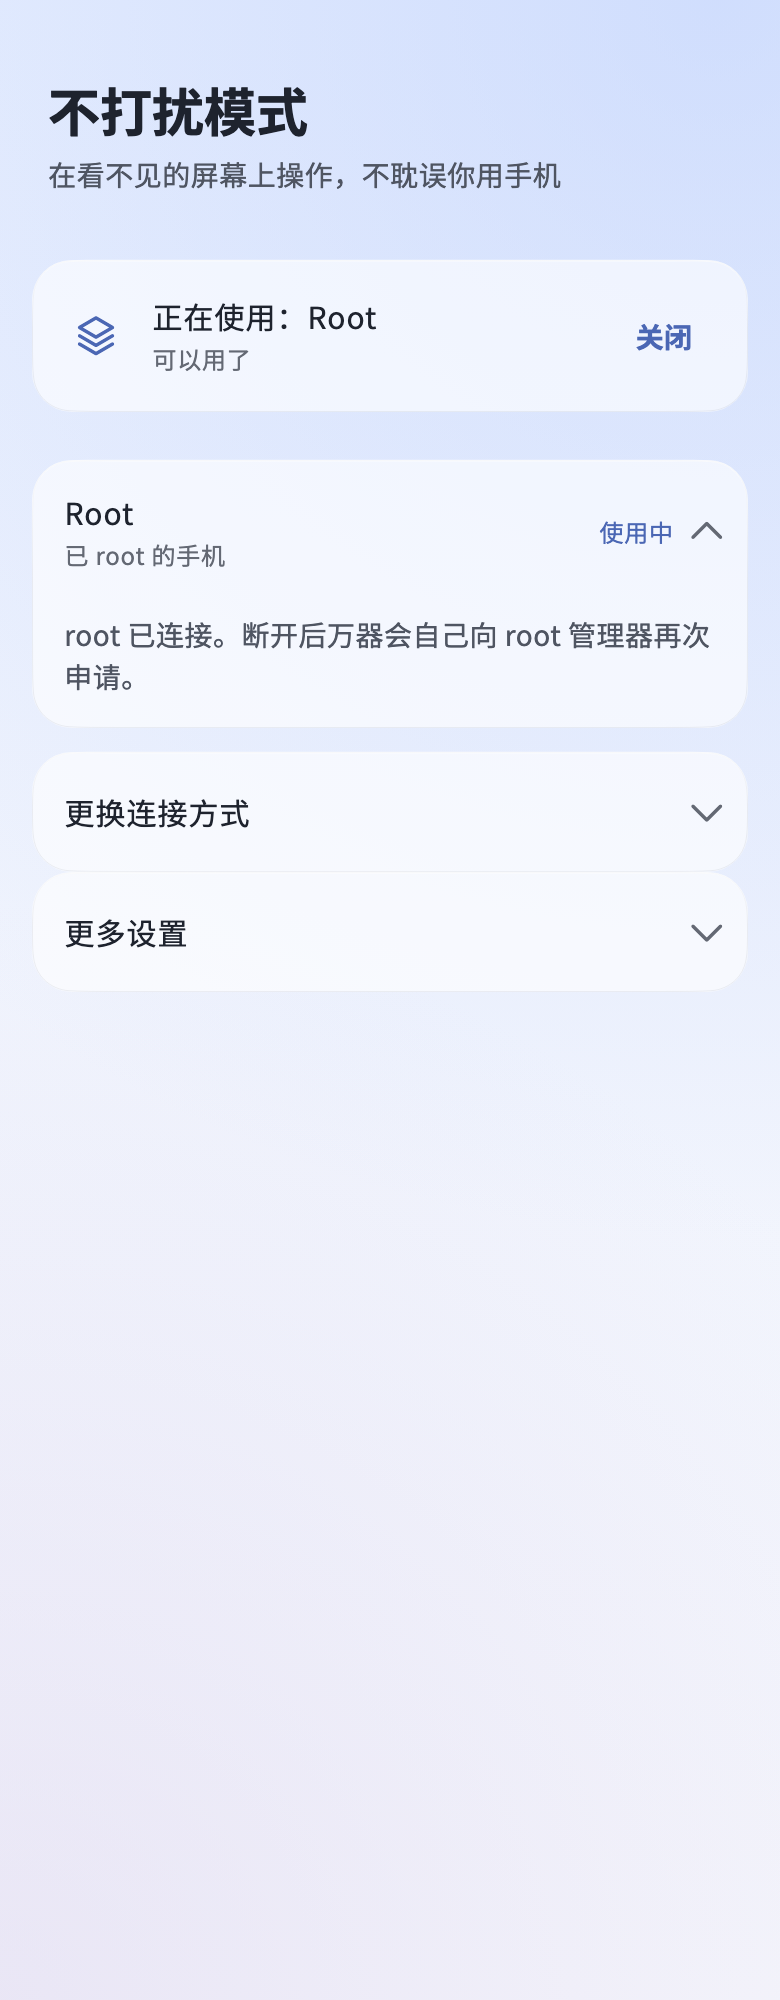 不打扰模式
在看不见的屏幕上操作，不耽误你用手机
正在使用：Root
可以用了
关闭
Root
已 root 的手机
使用中
root 已连接。断开后万器会自己向 root 管理器再次
申请。
更换连接方式
更多设置